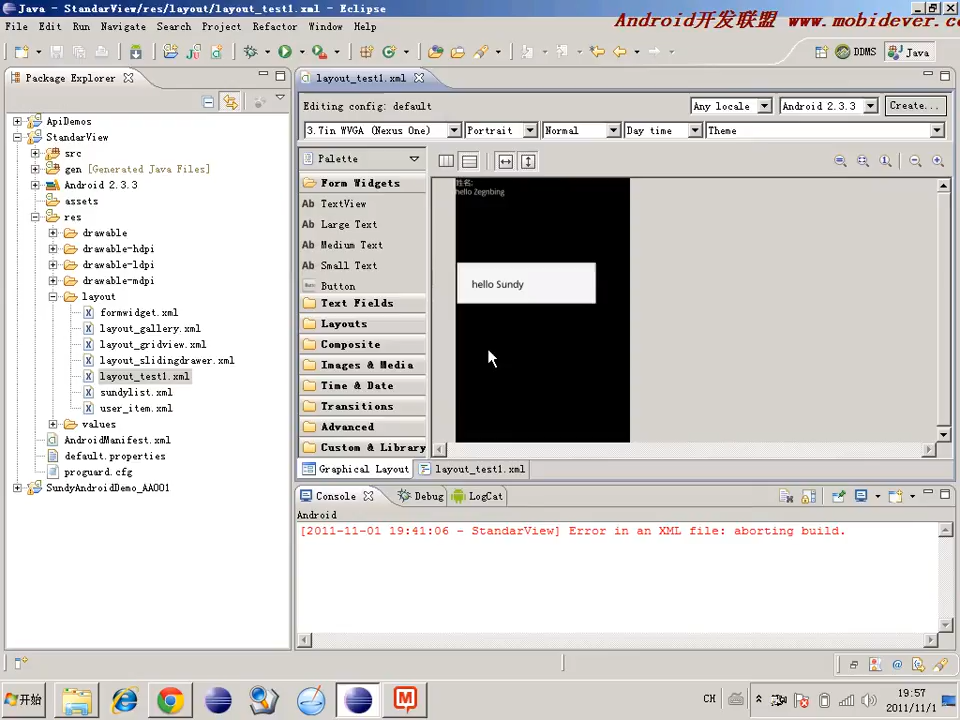 Java - StandarView/res/layout/layout_test1.xml - Eclipse
Android开发联盟 www.mobidever.c
File Edit Run Navigate Search Project Refactor Window Help
DDMS Java
Package Explorer
layout_test1.xml
Editing config: default
Any locale Android 2.3.3 Create...
3.7in WVGA (Nexus One) Portrait Normal Day time Theme
ApiDemos
StandarView
src
gen [Generated Java Files]
Android 2.3.3
assets
res
drawable
drawable-hdpi
drawable-ldpi
drawable-mdpi
layout
formwidget.xml
layout_gallery.xml
layout_gridview.xml
layout_slidingdrawer.xml
layout_test1.xml
sundylist.xml
user_item.xml
values
AndroidManifest.xml
default.properties
proguard.cfg
SundyAndroidDemo_AA001
Palette
Form Widgets
Ab TextView
Ab Large Text
Ab Medium Text
Ab Small Text
Button
Text Fields
Layouts
Composite
Images & Media
Time & Date
Transitions
Advanced
Custom & Library
姓名:
hello Zegnbing
hello Sundy
Graphical Layout layout_test1.xml
Console Debug LogCat
Android
[2011-11-01 19:41:06 - StandarView] Error in an XML file: aborting build.
开始
CH
19:57
2011/11/1